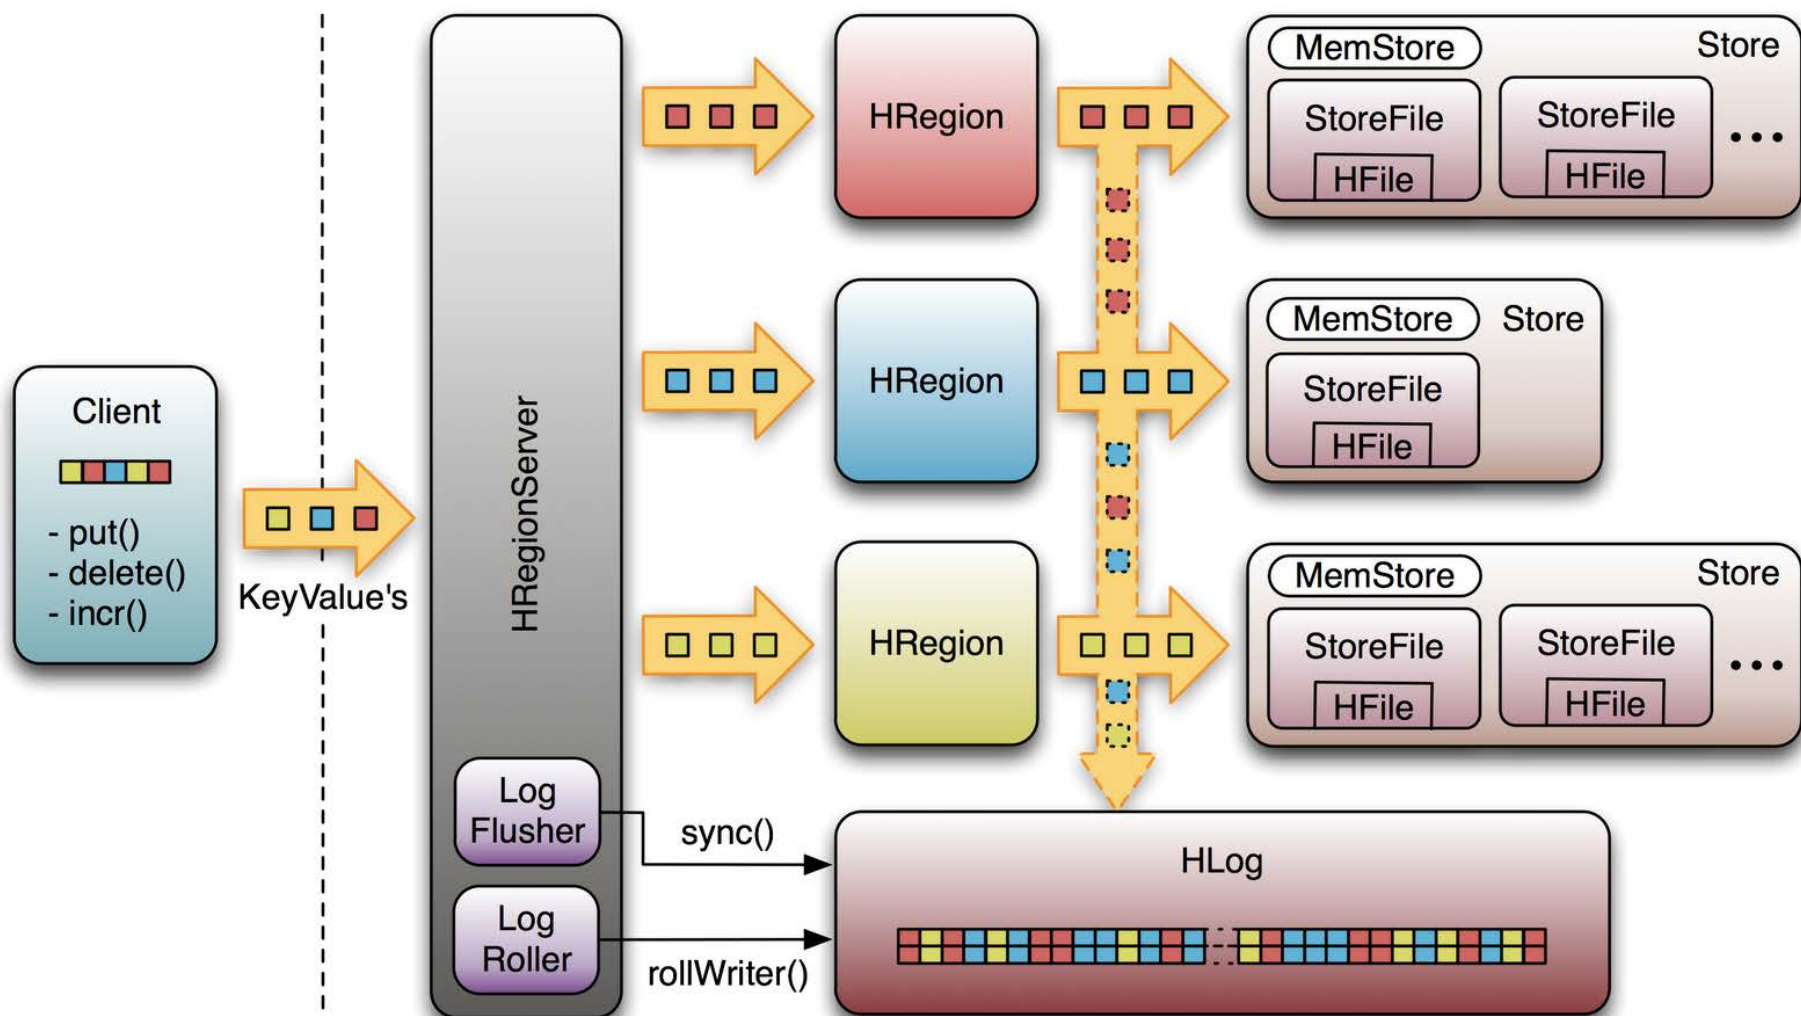 Client
- put()
- delete()
- incr()
KeyValue's
HRegionServer
Log
Flusher
Log
Roller
sync()
rollWriter()
HRegion
HRegion
HRegion
MemStore
Store
StoreFile
HFile
StoreFile
HFile
...
MemStore
Store
StoreFile
HFile
MemStore
Store
StoreFile
HFile
StoreFile
HFile
...
HLog